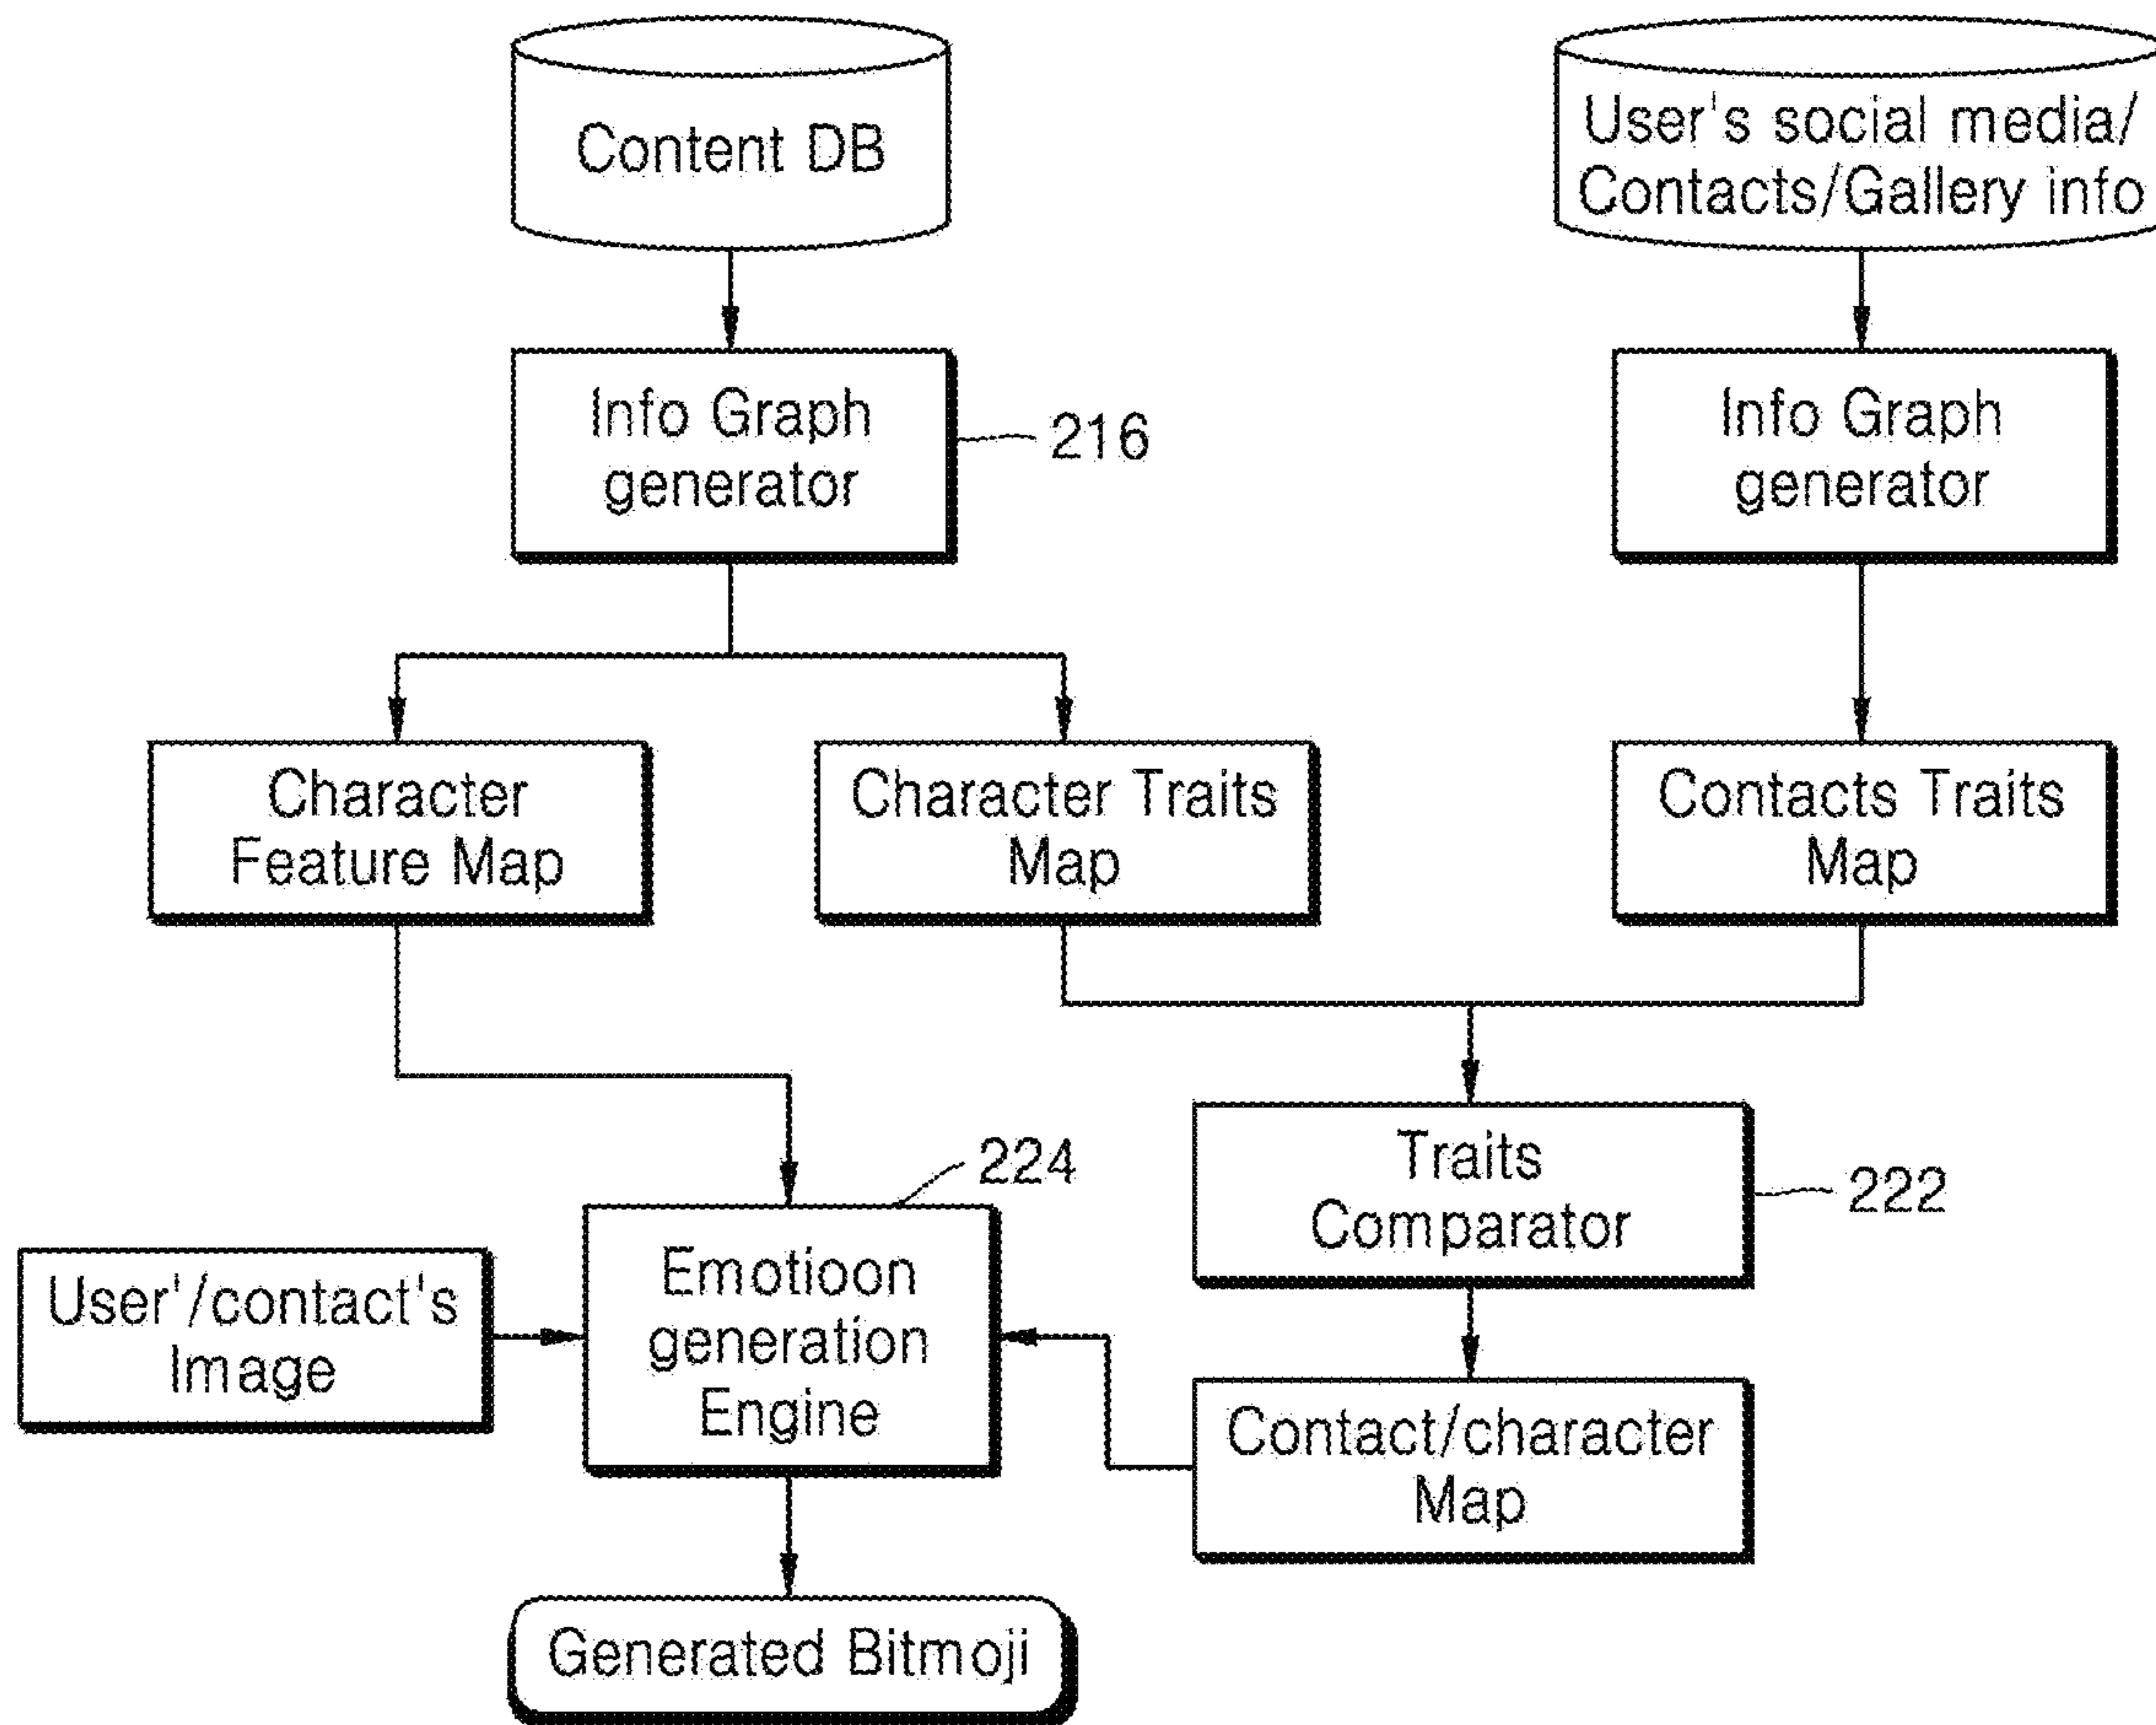 Content DB
User's social media/
Contacts/Gallery info
Info Graph
generator
216
Info Graph
generator
Character
Feature Map
Character Traits
Map
Contacts Traits
Map
224
Traits
Comparator
222
User'/contact's
Image
Emotioon
generation
Engine
Contact/character
Map
Generated Bitmoji